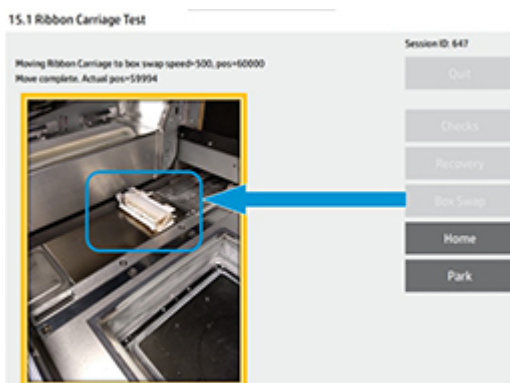 15.1 Ribbon Carriage Test
Session ID: 647
Moving Ribbon Carriage to box swap speed=500, pos=60000
Move complete. Actual pos=59994
Quit
Checks
Recovery
Box Swap
Home
Park